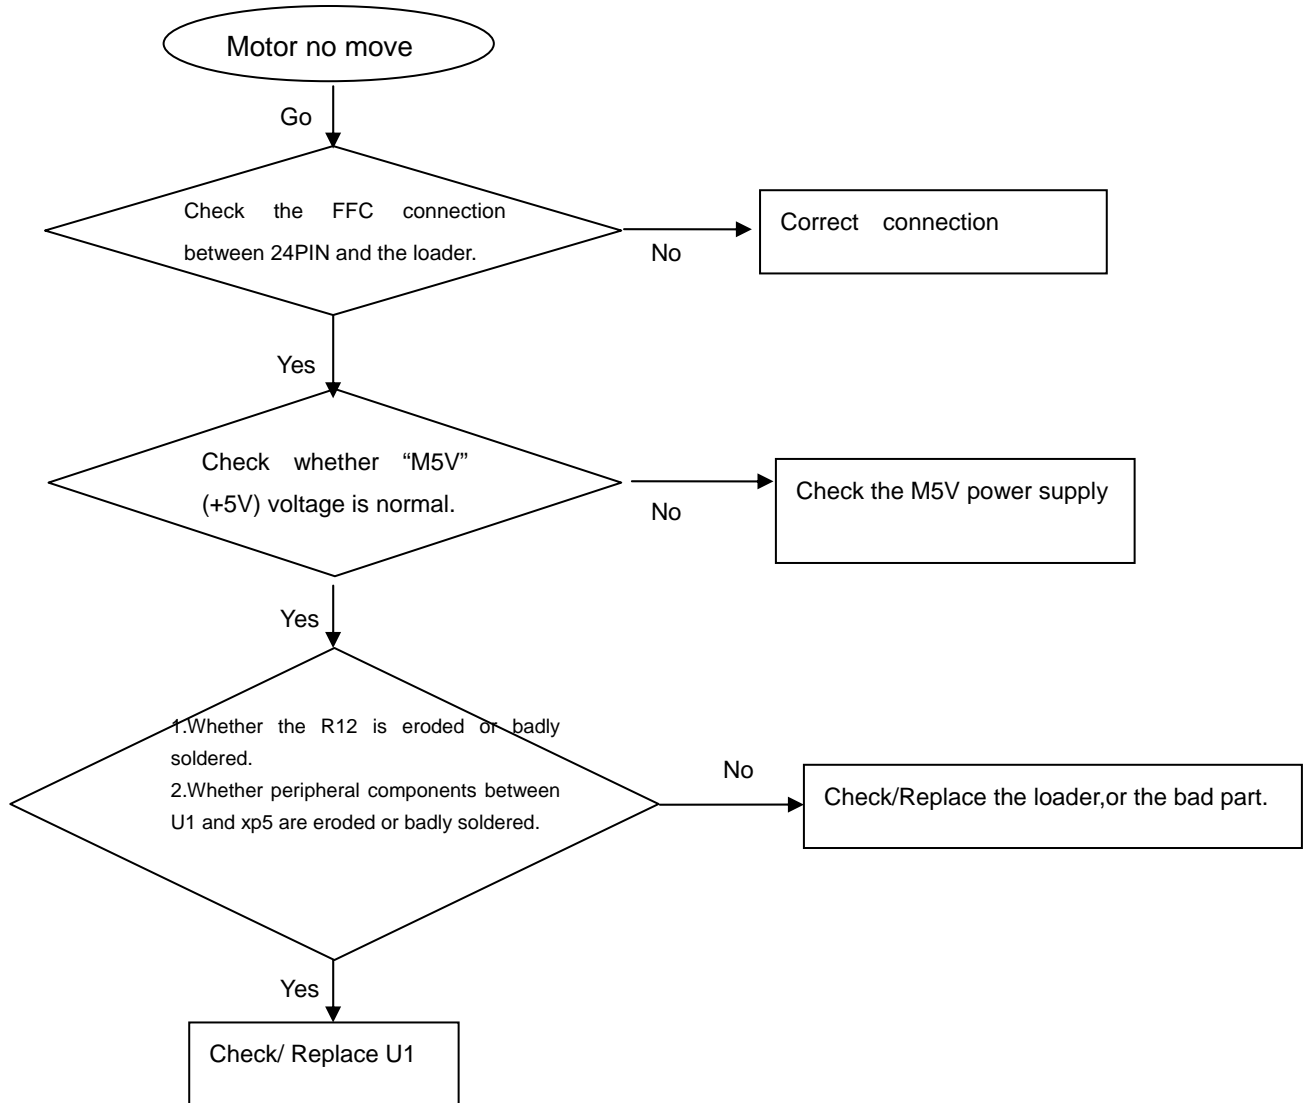 Motor no move
Go
Check the FFC connection
between 24PIN and the loader.
No
Correct connection
Yes
Check whether “M5V”
(+5V) voltage is normal.
No
Check the M5V power supply
Yes
1.Whether the R12 is eroded or badly
soldered.
2.Whether peripheral components between
U1 and xp5 are eroded or badly soldered.
No
Check/Replace the loader,or the bad part.
Yes
Check/ Replace U1